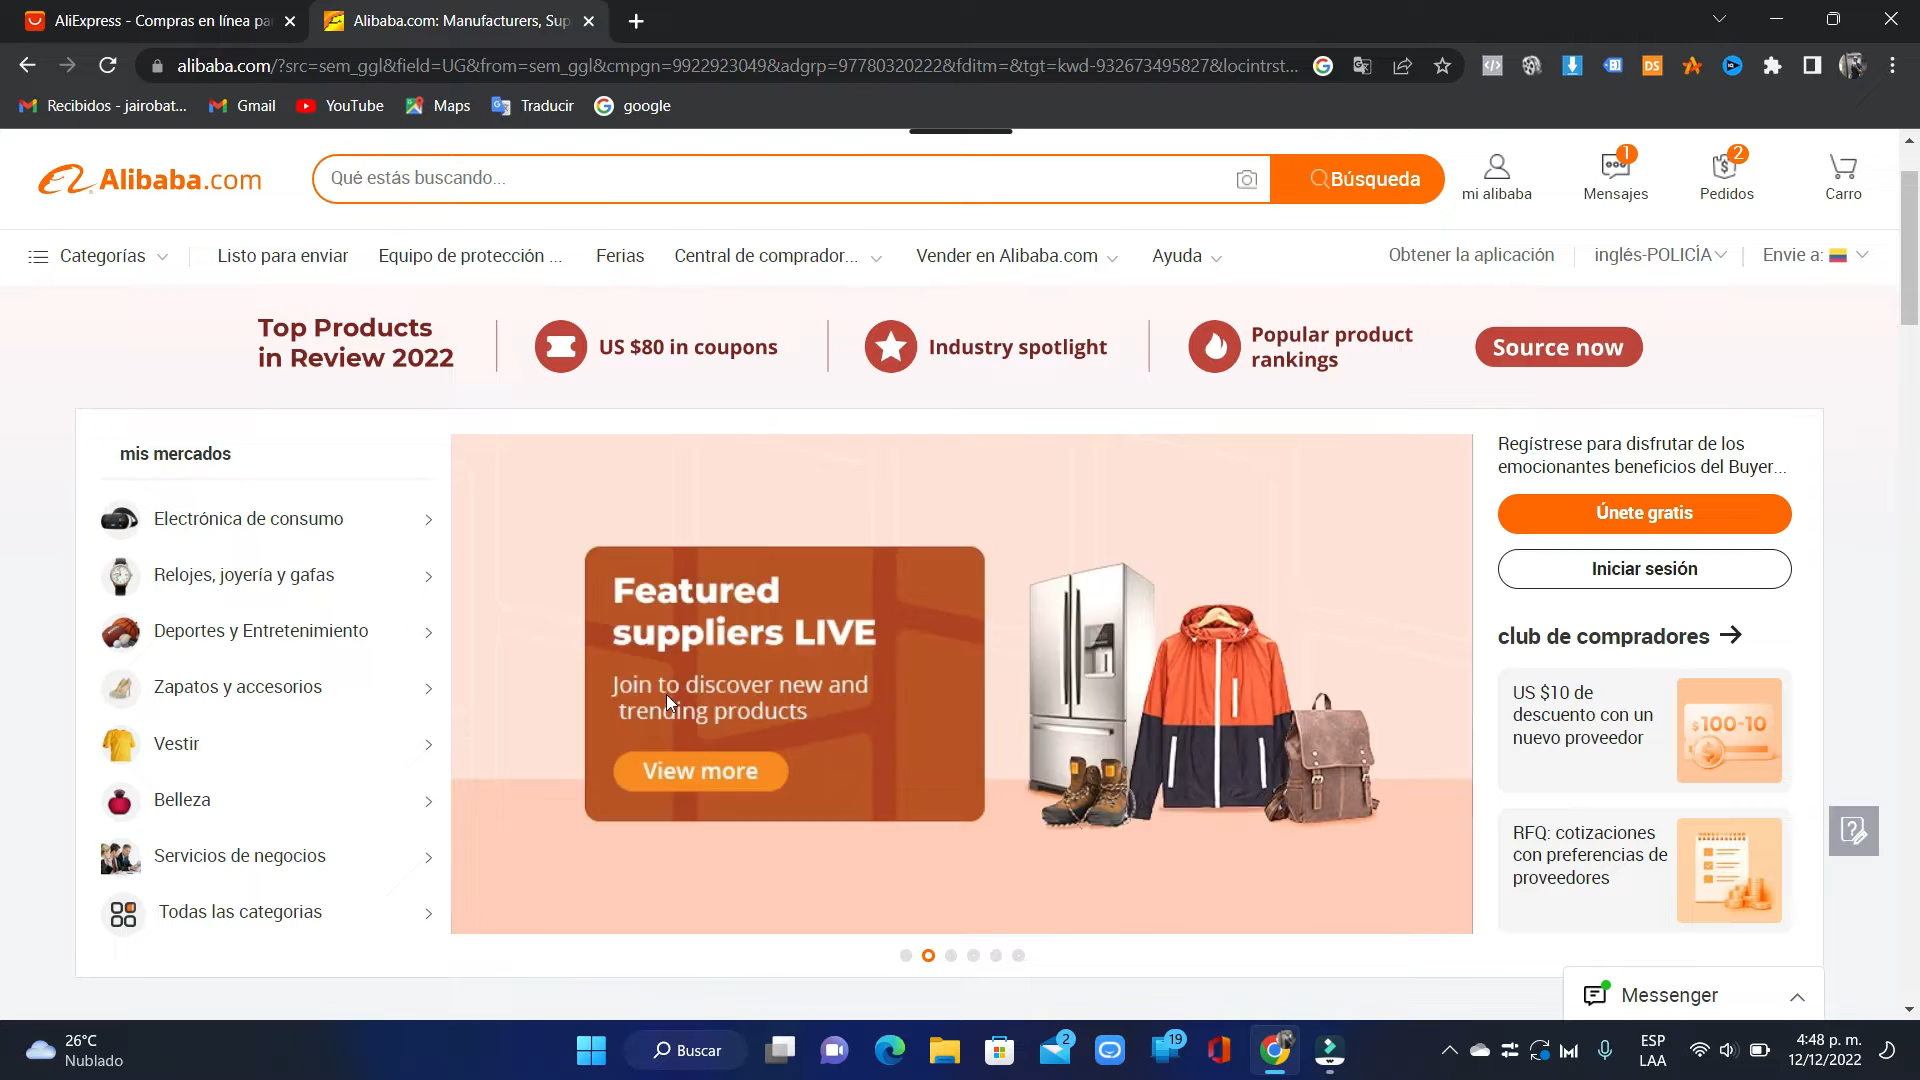 AliExpress - Compras en línea pa
Alibaba.com: Manufacturers, Sup
alibaba.com/?src=sem_ggl&field=UG&from=sem_ggl&cmpgn=9922923049&adgrp=97780320222&fditm=&tgt=kwd-932673495827&locintrst...
Recibidos - jairobat...
Gmail
YouTube
Maps
Traducir
google
Alibaba.com
Qué estás buscando...
Búsqueda
mi alibaba
1
Mensajes
2
Pedidos
Carro
Categorías
Listo para enviar
Equipo de protección ...
Ferias
Central de comprador...
Vender en Alibaba.com
Ayuda
Obtener la aplicación
inglés-POLICÍA
Envie a:
Top Products
in Review 2022
US $80 in coupons
Industry spotlight
Popular product
rankings
Source now
mis mercados
Electrónica de consumo
Relojes, joyería y gafas
Deportes y Entretenimiento
Zapatos y accesorios
Vestir
Belleza
Servicios de negocios
Todas las categorias
Featured
suppliers LIVE
Join to discover new and
trending products
View more
Regístrese para disfrutar de los
emocionantes beneficios del Buyer...
Únete gratis
Iniciar sesión
club de compradores
US $10 de
descuento con un
nuevo proveedor
$100-10
RFQ: cotizaciones
con preferencias de
proveedores
Messenger
26°C
Nublado
Buscar
2
19
ESP
LAA
4:48 p. m.
12/12/2022